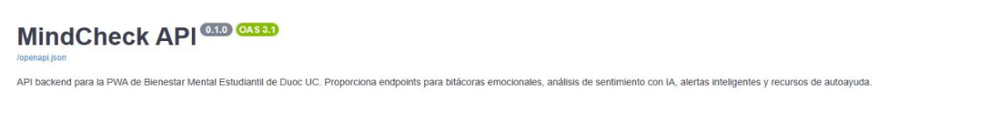 MindCheck API 0.1.0 OAS 3.1
/openapi.json
API backend para la PWA de Bienestar Mental Estudiantil de Duoc UC. Proporciona endpoints para bitácoras emocionales, análisis de sentimiento con IA, alertas inteligentes y recursos de autoayuda.